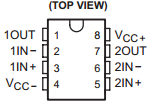 (TOP VIEW)
1OUT 1 8 VCC+
1IN− 2 7 2OUT
1IN+ 3 6 2IN−
VCC− 4 5 2IN+